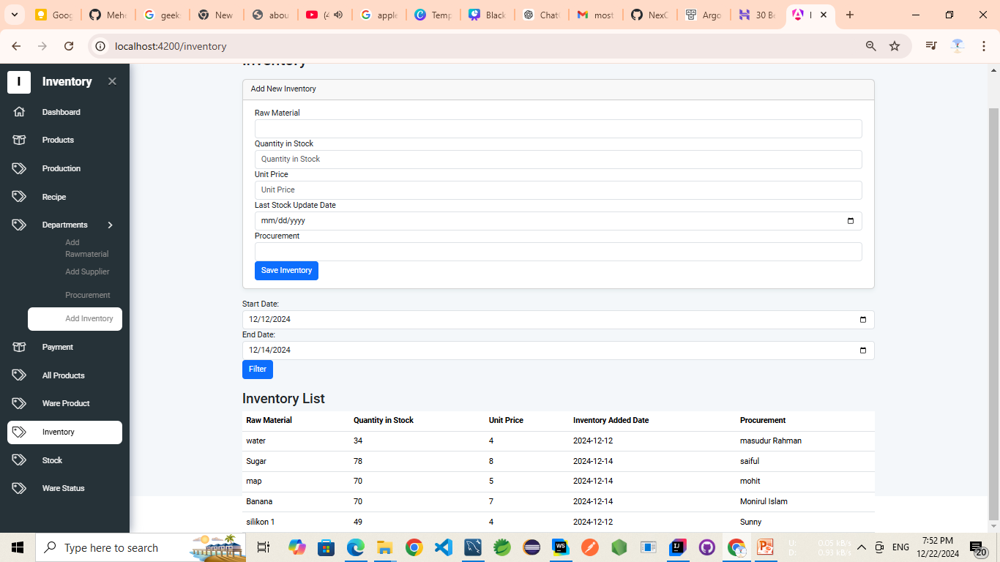 Goog
Mehe
geek
New
abou
(4
apple
Temp
Black
Chat
most
NexC
Argo
30 Be
I
localhost:4200/inventory
I
Inventory
Dashboard
Products
Production
Recipe
Departments
Add
Rawmaterial
Add Supplier
Procurement
Add Inventory
Payment
All Products
Ware Product
Inventory
Stock
Ware Status
Inventory
Add New Inventory
Raw Material
Quantity in Stock
Quantity in Stock
Unit Price
Unit Price
Last Stock Update Date
mm/dd/yyyy
Procurement
Save Inventory
Start Date:
12/12/2024
End Date:
12/14/2024
Filter
Inventory List
Raw Material Quantity in Stock Unit Price Inventory Added Date Procurement
water 34 4 2024-12-12 masudur Rahman
Sugar 78 8 2024-12-14 saiful
map 70 5 2024-12-14 mohit
Banana 70 7 2024-12-14 Monirul Islam
silikon 1 49 4 2024-12-12 Sunny
Type here to search
WS
U: 0.05 kB/s
D: 0.93 kB/s
ENG
7:52 PM
12/22/2024
20